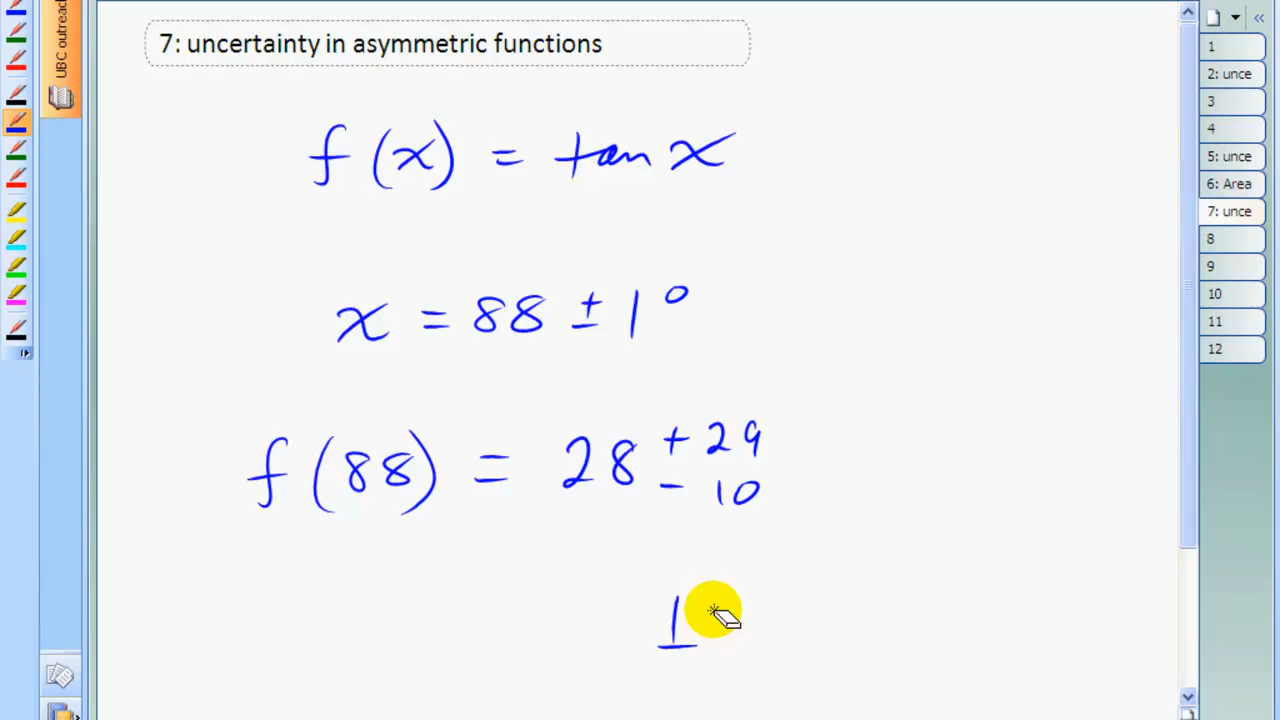 UBC outreach
7: uncertainty in asymmetric functions
f(x) = tan x
x = 88 ± 1°
f(88) = 28 + 29
- 10
1
1
2: unce
3
4
5: unce
6: Area
7: unce
8
9
10
11
12